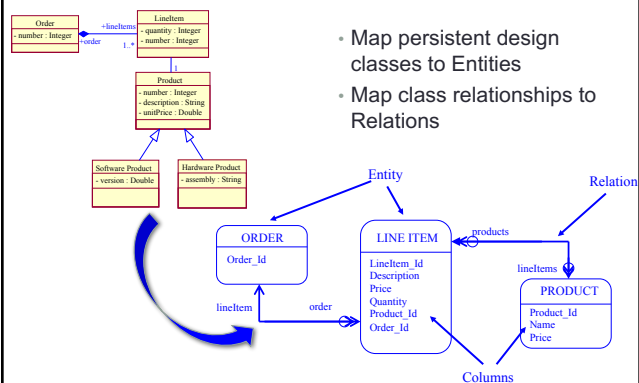 Order
- number : Integer
+lineItems
+order
1..*
LineItem
- quantity : Integer
- number : Integer
1
Product
- number : Integer
- description : String
- unitPrice : Double
Software Product
- version : Double
Hardware Product
- assembly : String
• Map persistent design
classes to Entities
• Map class relationships to
Relations
Entity
Relation
ORDER
Order_Id
LINE ITEM
LineItem_Id
Description
Price
Quantity
Product_Id
Order_Id
products
lineItems
PRODUCT
Product_Id
Name
Price
lineItem
order
Columns